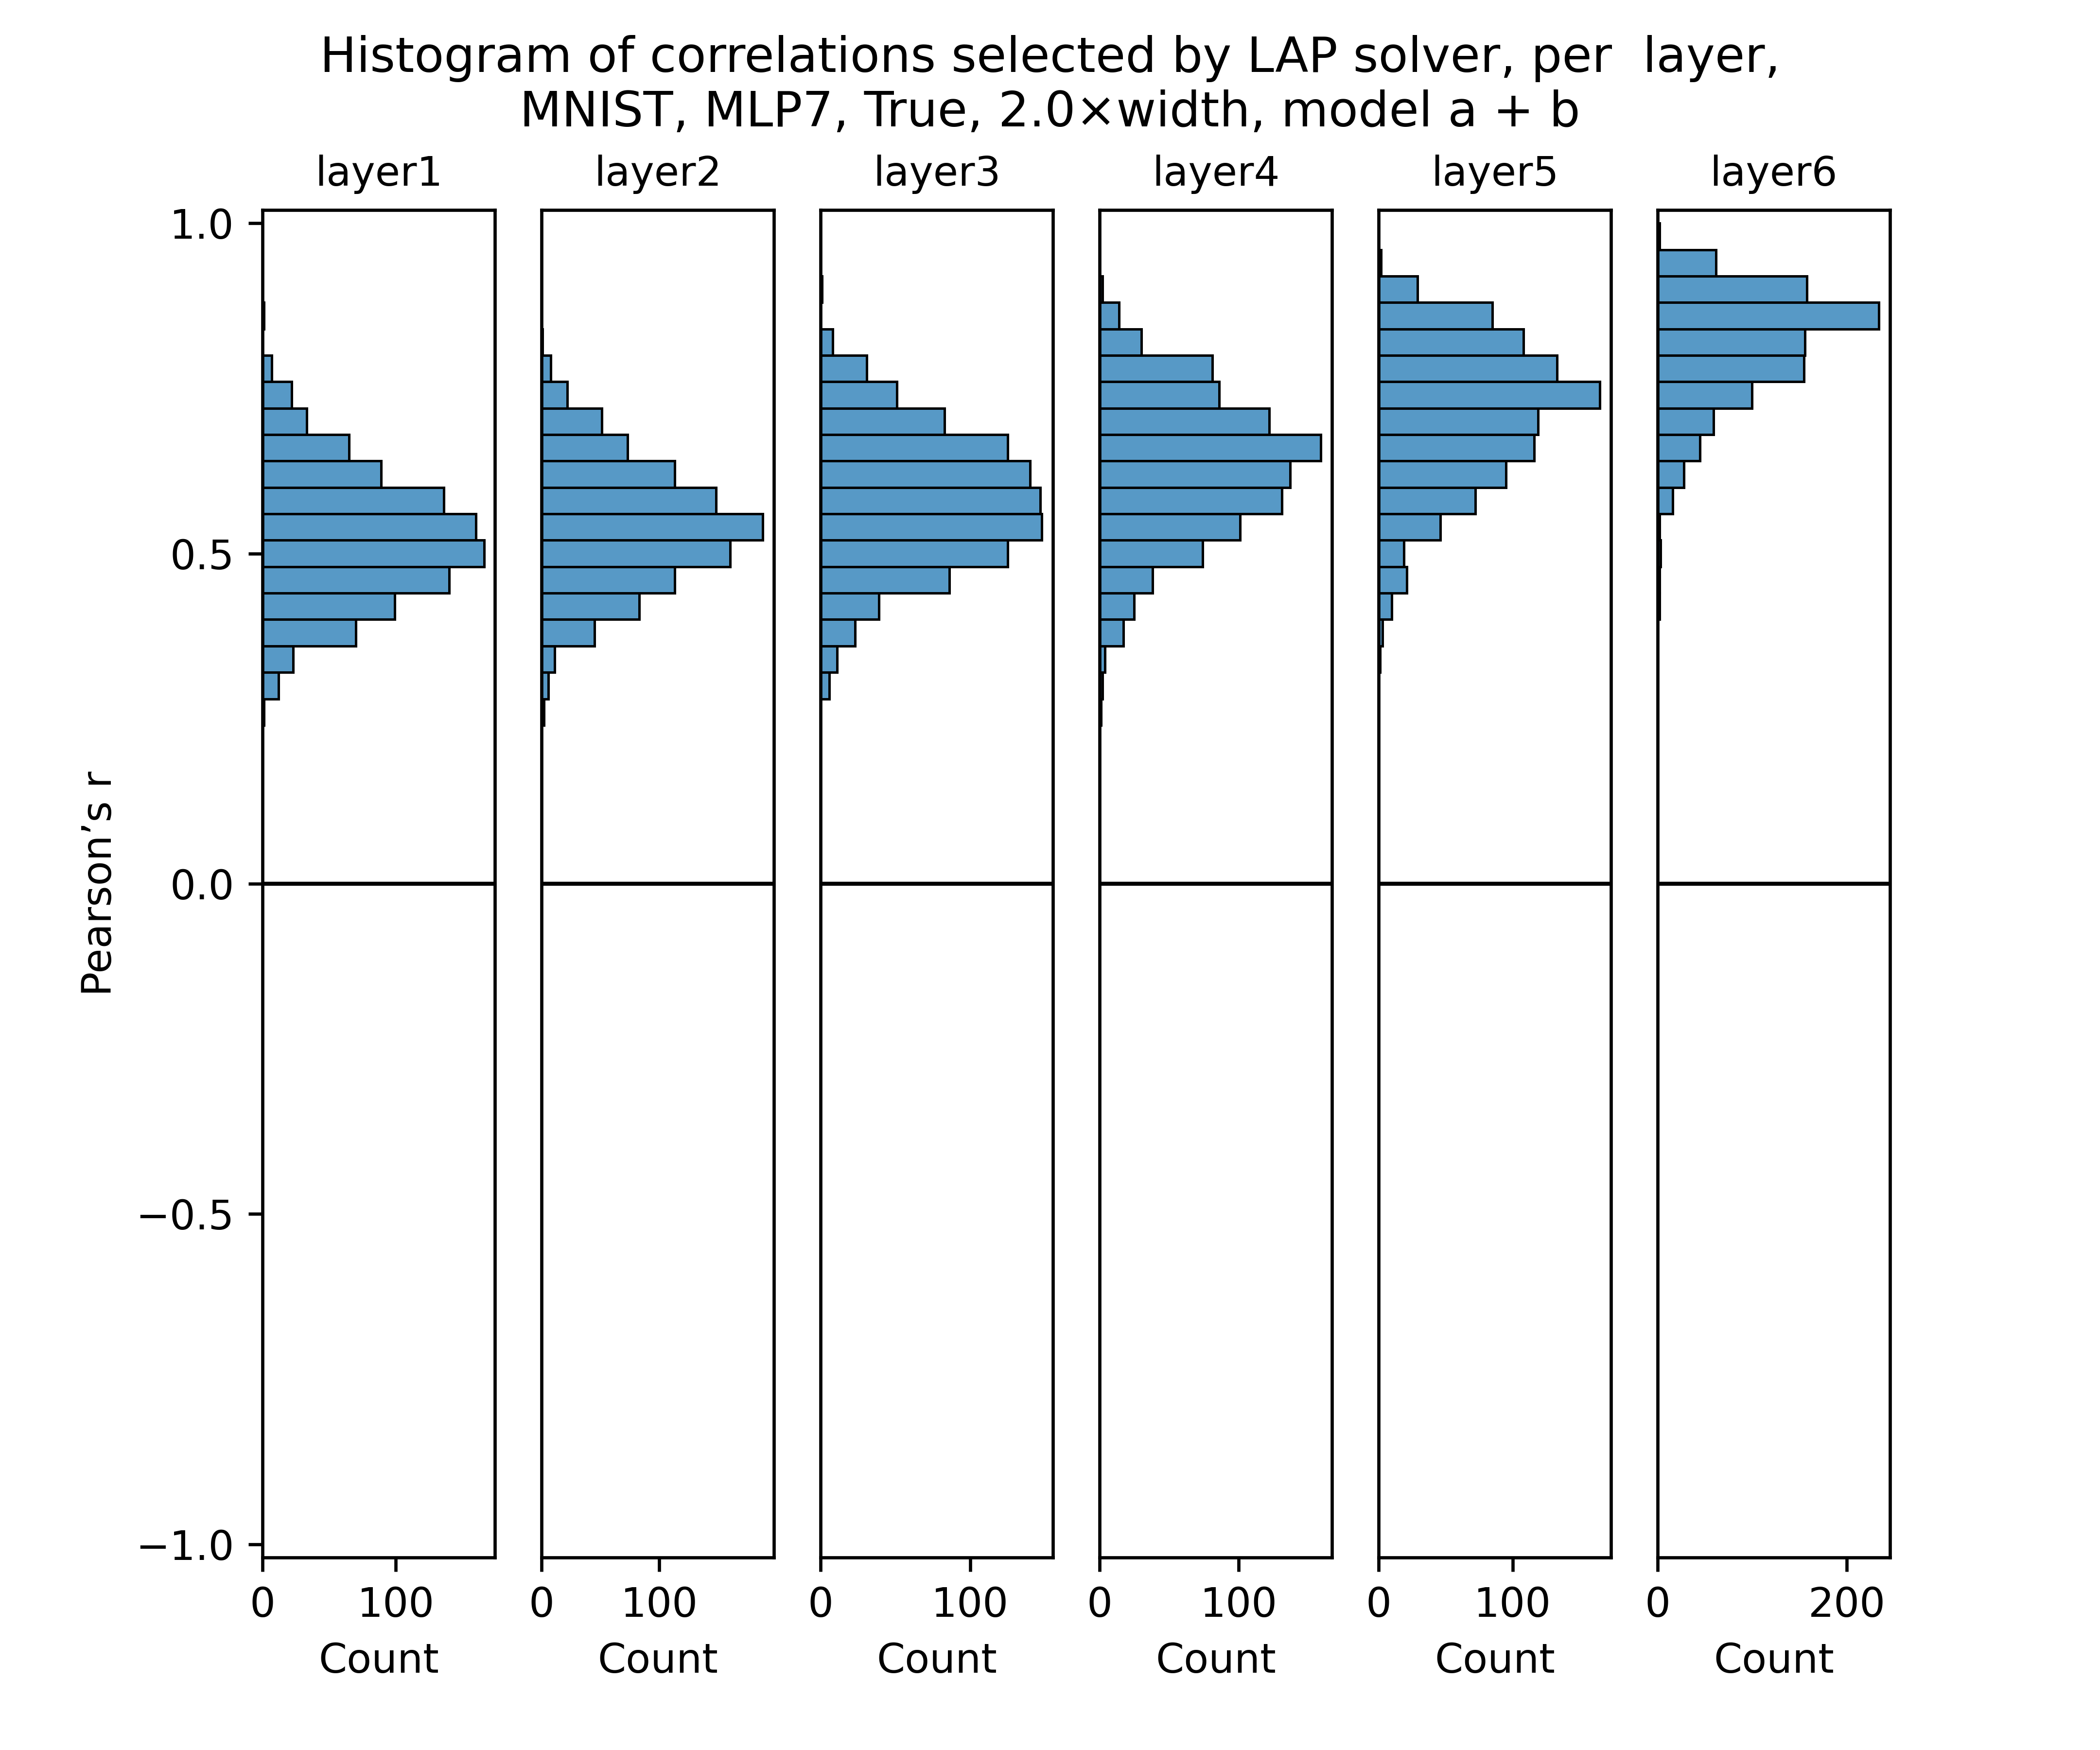 Histogram of correlations selected by LAP solver, per  layer,
MNIST, MLP7, True, 2.0×width, model a + b
layer1 layer2 layer3 layer4 layer5 layer6
1.0
0.5
0.0
−0.5
−1.0
Pearson’s r
0 100 0 100 0 100 0 100 0 100 0 200
Count Count Count Count Count Count